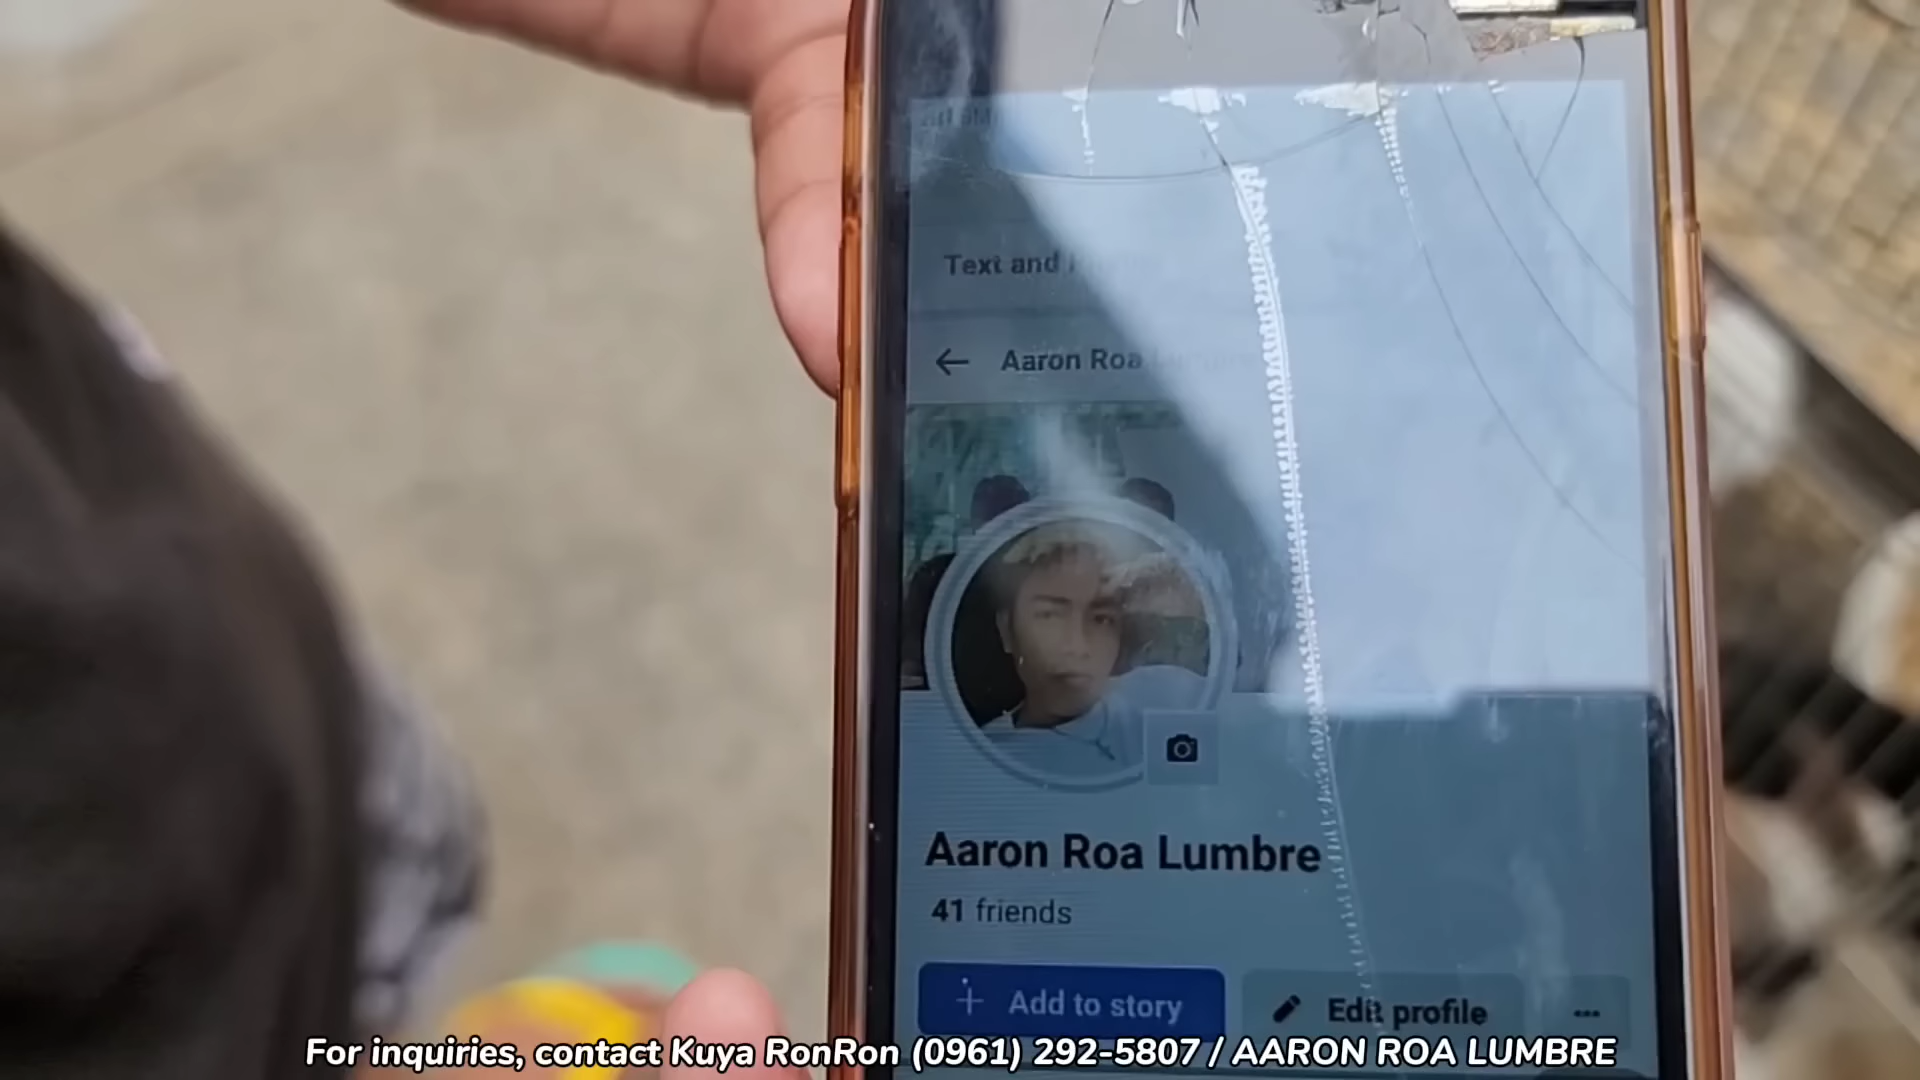 Text and
← Aaron Roa Lumbre
Aaron Roa Lumbre
41 friends
+ Add to story
Edit profile ...
For inquiries, contact Kuya RonRon (0961) 292-5807 / AARON ROA LUMBRE